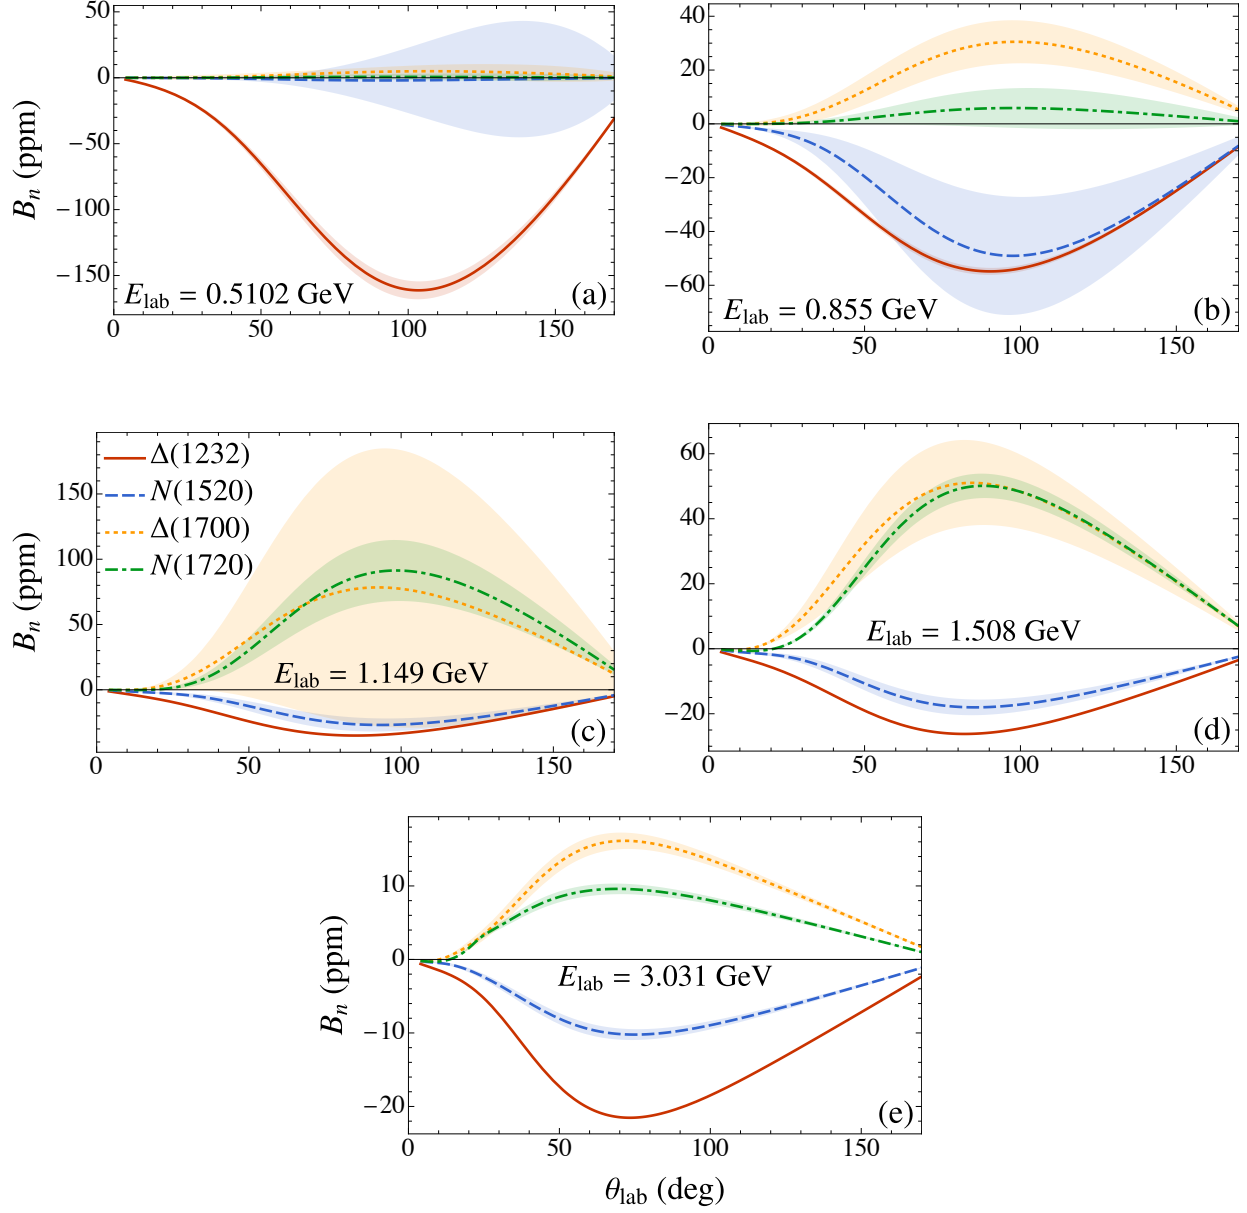 50
0
−50
−100
−150
B_n (ppm)
E_lab = 0.5102 GeV
(a)
0
50
100
150
40
20
0
−20
−40
−60
E_lab = 0.855 GeV
(b)
0
50
100
150
Δ(1232)
N(1520)
Δ(1700)
N(1720)
150
100
50
0
B_n (ppm)
E_lab = 1.149 GeV
(c)
0
50
100
150
60
40
20
0
−20
E_lab = 1.508 GeV
(d)
0
50
100
150
10
0
−10
−20
B_n (ppm)
E_lab = 3.031 GeV
(e)
0
50
100
150
θ_lab (deg)